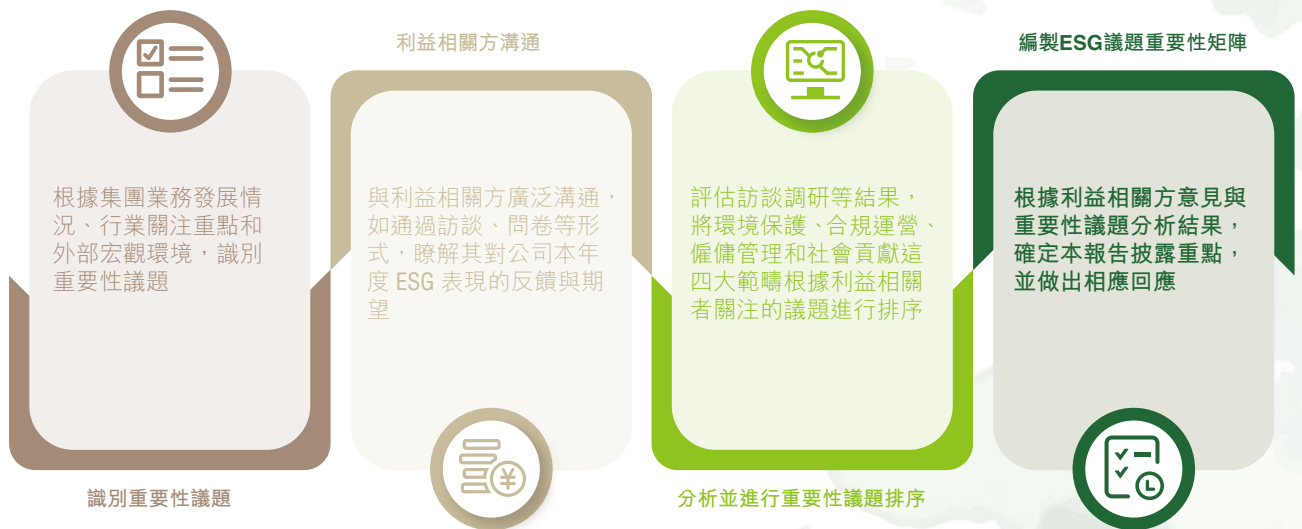 根據集團業務發展情
況、行業關注重點和
外部宏觀環境，識別
重要性議題
識別重要性議題
利益相關方溝通
與利益相關方廣泛溝通，
如通過訪談、問卷等形
式，瞭解其對公司本年
度 ESG 表現的反饋與期
望
¥
評估訪談調研等結果，
將環境保護、合規運營、
僱傭管理和社會貢獻這
四大範疇根據利益相關
者關注的議題進行排序
分析並進行重要性議題排序
編製ESG議題重要性矩陣
根據利益相關方意見與
重要性議題分析結果，
確定本報告披露重點，
並做出相應回應